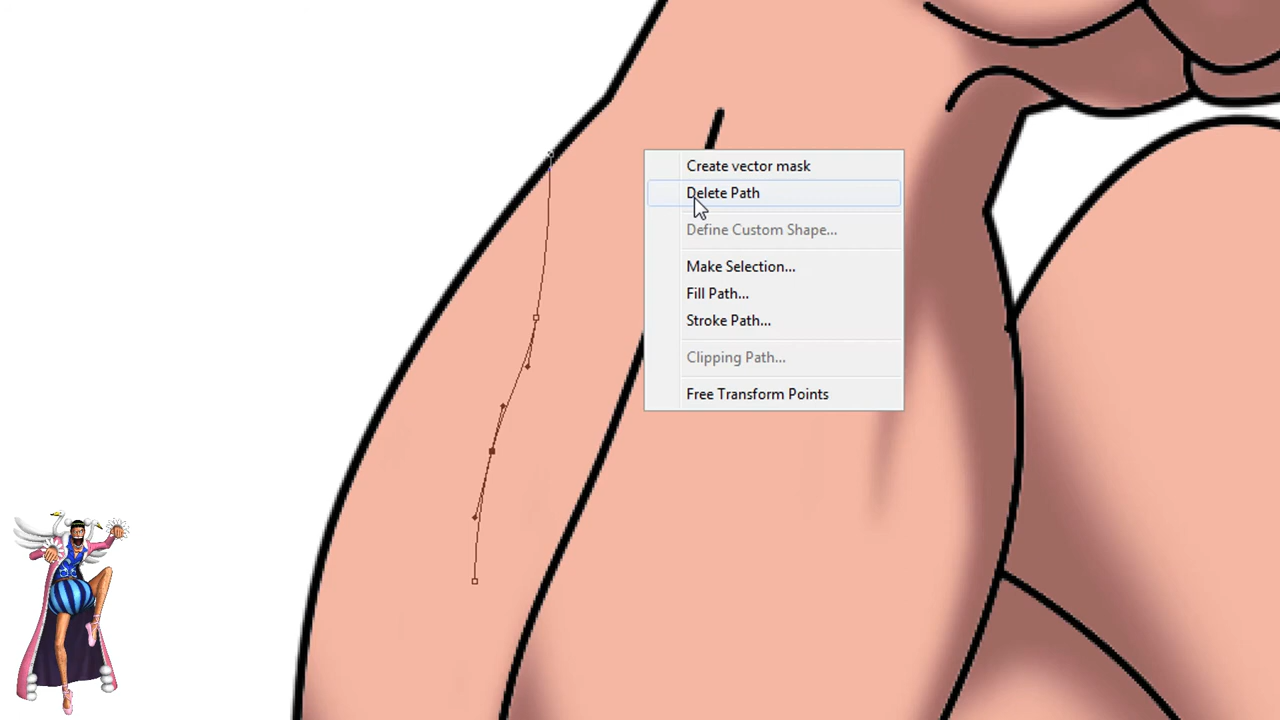 Create vector mask
Delete Path
Define Custom Shape...
Make Selection...
Fill Path...
Stroke Path...
Clipping Path...
Free Transform Points